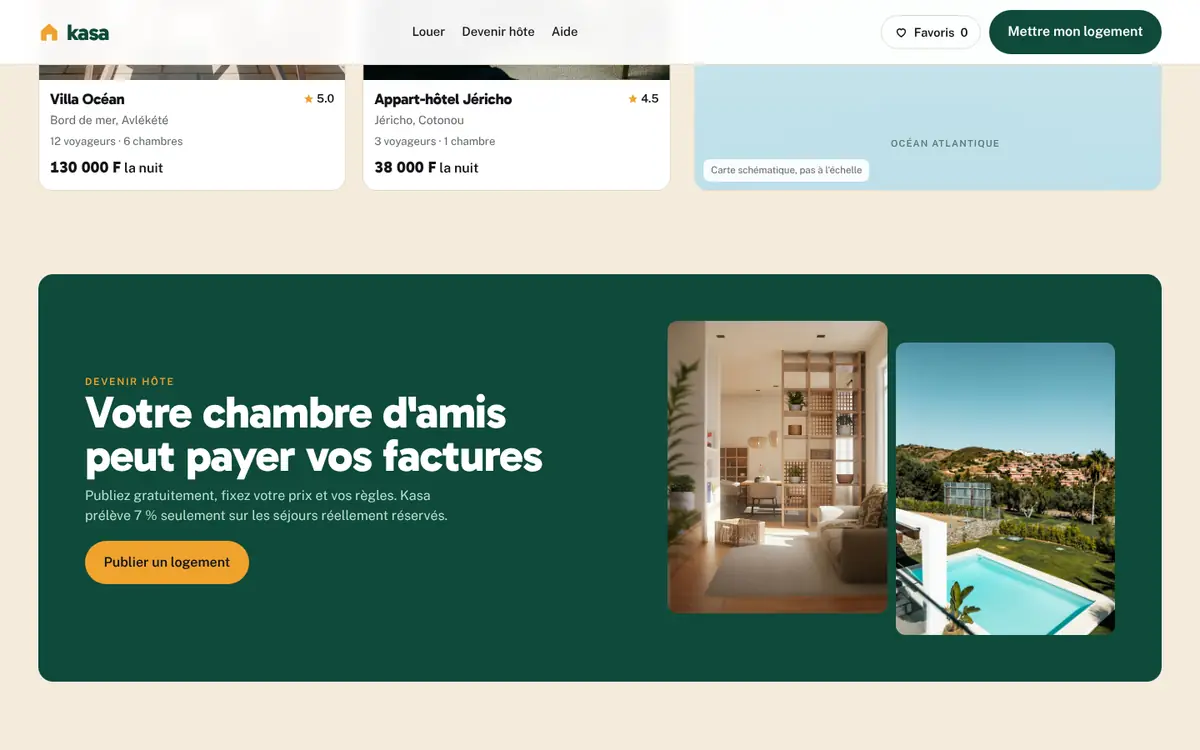 kasa
Louer
Devenir hôte
Aide
Favoris 0
Mettre mon logement
Villa Océan
5.0
Bord de mer, Avlékété
12 voyageurs · 6 chambres
130 000 F la nuit
Appart-hôtel Jéricho
4.5
Jéricho, Cotonou
3 voyageurs · 1 chambre
38 000 F la nuit
OCÉAN ATLANTIQUE
Carte schématique, pas à l'échelle
DEVENIR HÔTE
Votre chambre d'amis
peut payer vos factures
Publiez gratuitement, fixez votre prix et vos règles. Kasa
prélève 7 % seulement sur les séjours réellement réservés.
Publier un logement